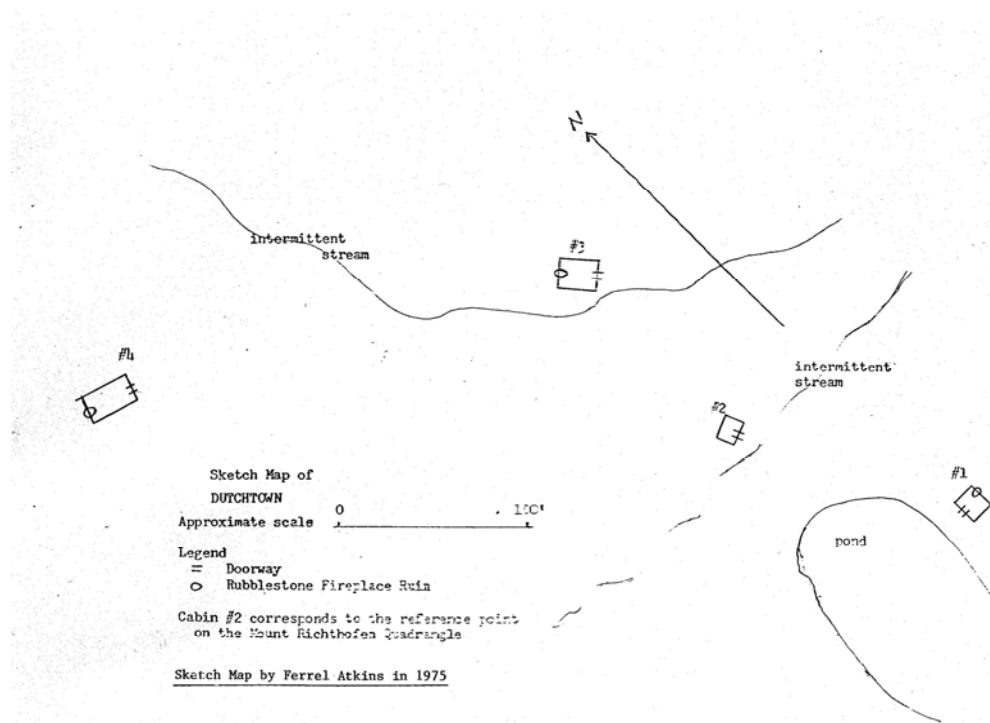 N
#3
intermittent
stream
#4
intermittent
stream
#2
#1
pond
Sketch Map of
DUTCHTOWN
Approximate scale 0 100'
Legend
Doorway
Rubblestone Fireplace Ruin
Cabin #2 corresponds to the reference point
on the Mount Richthofen Quadrangle
Sketch Map by Ferrel Atkins in 1975